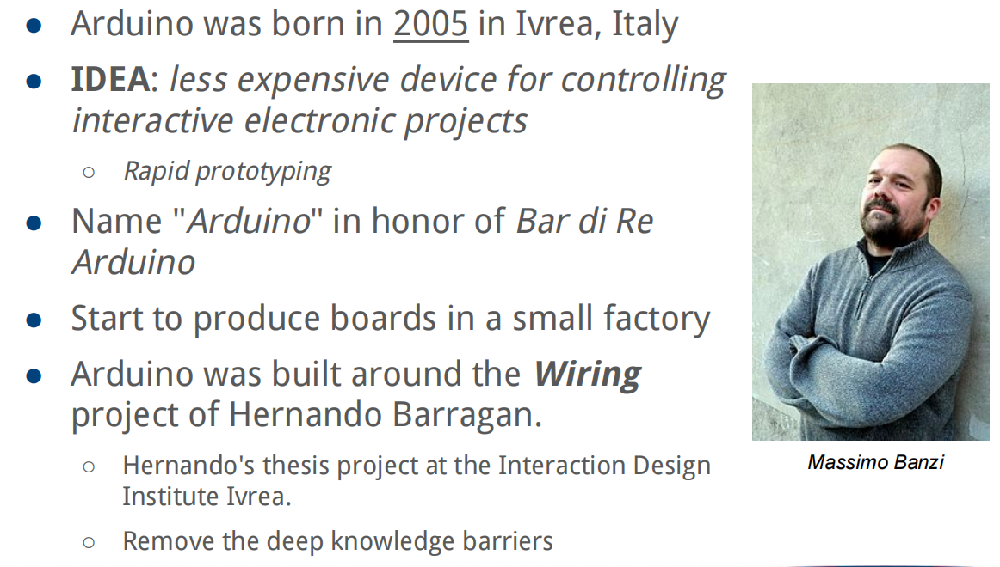 Arduino was born in 2005 in Ivrea, Italy
IDEA: less expensive device for controlling
interactive electronic projects
Rapid prototyping
Name "Arduino" in honor of Bar di Re
Arduino
Start to produce boards in a small factory
Arduino was built around the Wiring
project of Hernando Barragan.
Hernando's thesis project at the Interaction Design
Institute Ivrea.
Remove the deep knowledge barriers
Massimo Banzi